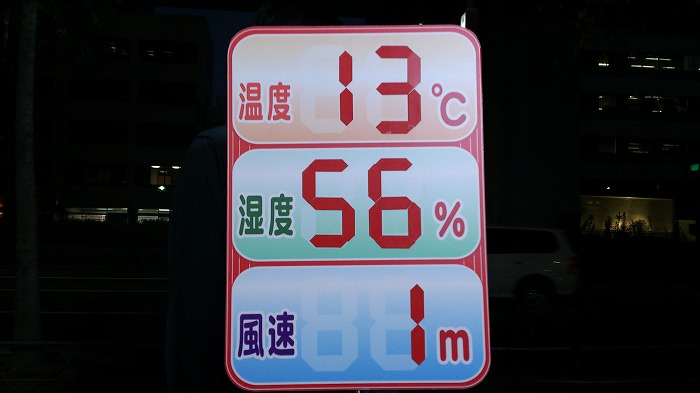 温度 13 ℃
湿度 56 %
風速 1 m